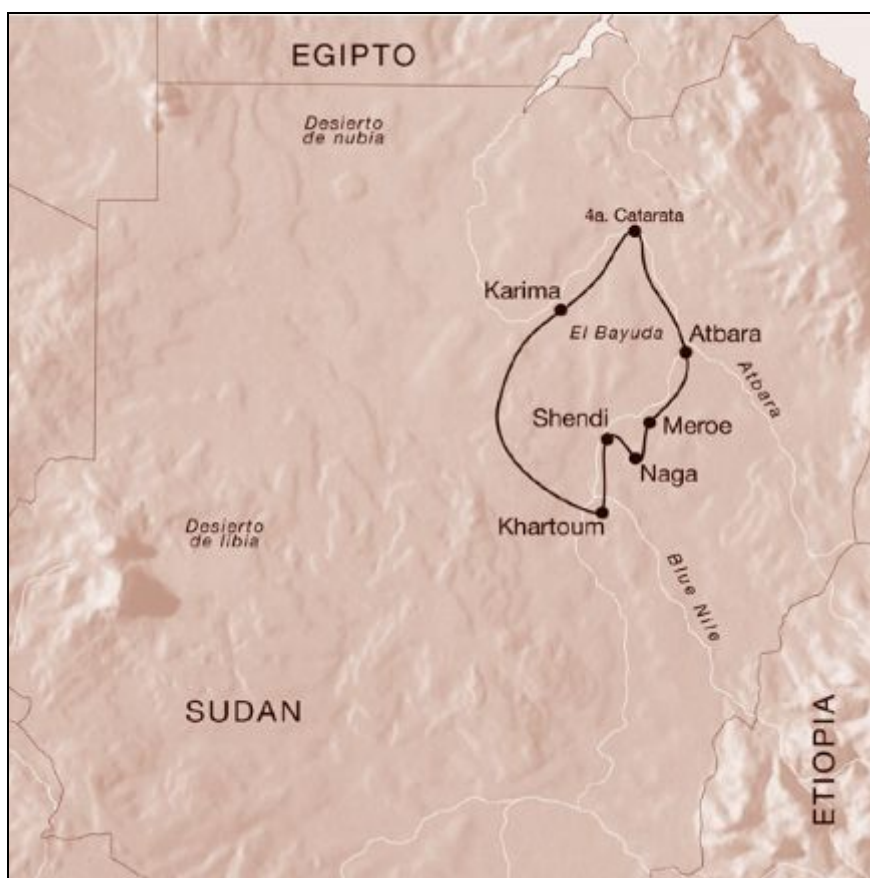 EGIPTO
Desierto
de nubia
4a. Catarata
Karima
El Bayuda
Atbara
Atbara
Shendi
Meroe
Naga
Khartoum
Desierto
de libia
Blue Nile
SUDAN
ETIOPIA